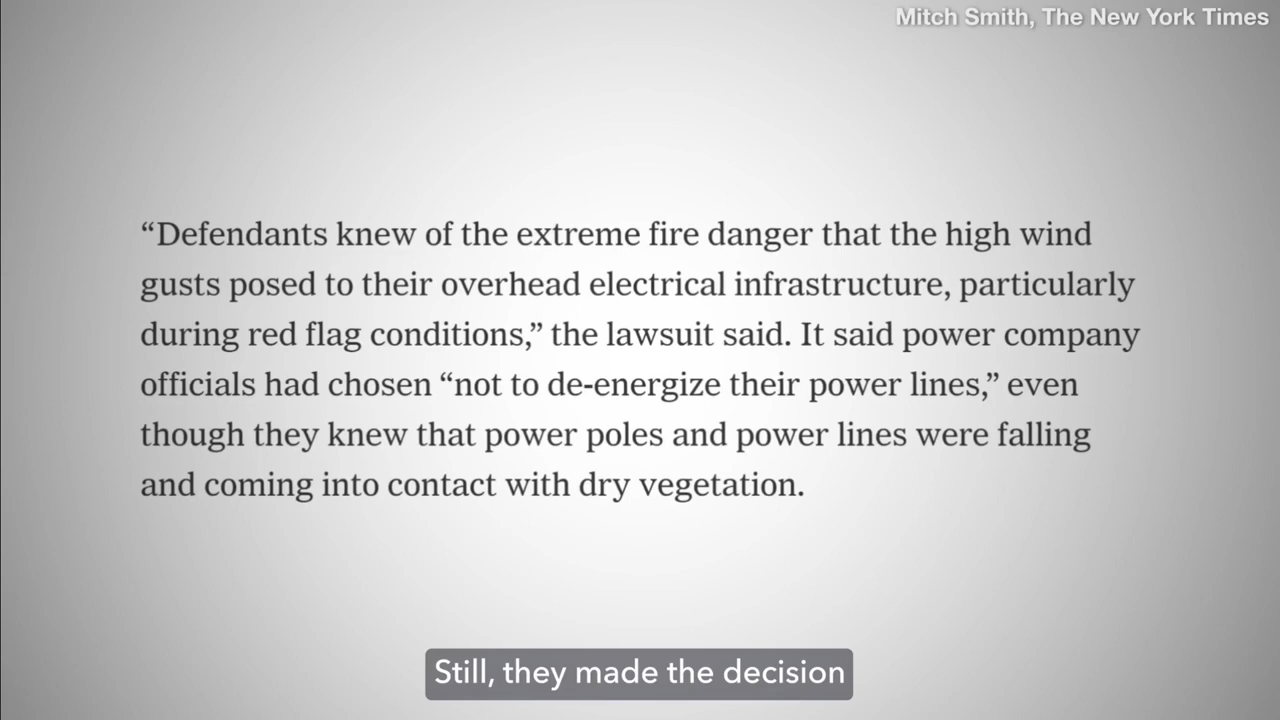 Mitch Smith, The New York Times
“Defendants knew of the extreme fire danger that the high wind
gusts posed to their overhead electrical infrastructure, particularly
during red flag conditions,” the lawsuit said. It said power company
officials had chosen “not to de-energize their power lines,” even
though they knew that power poles and power lines were falling
and coming into contact with dry vegetation.
Still, they made the decision